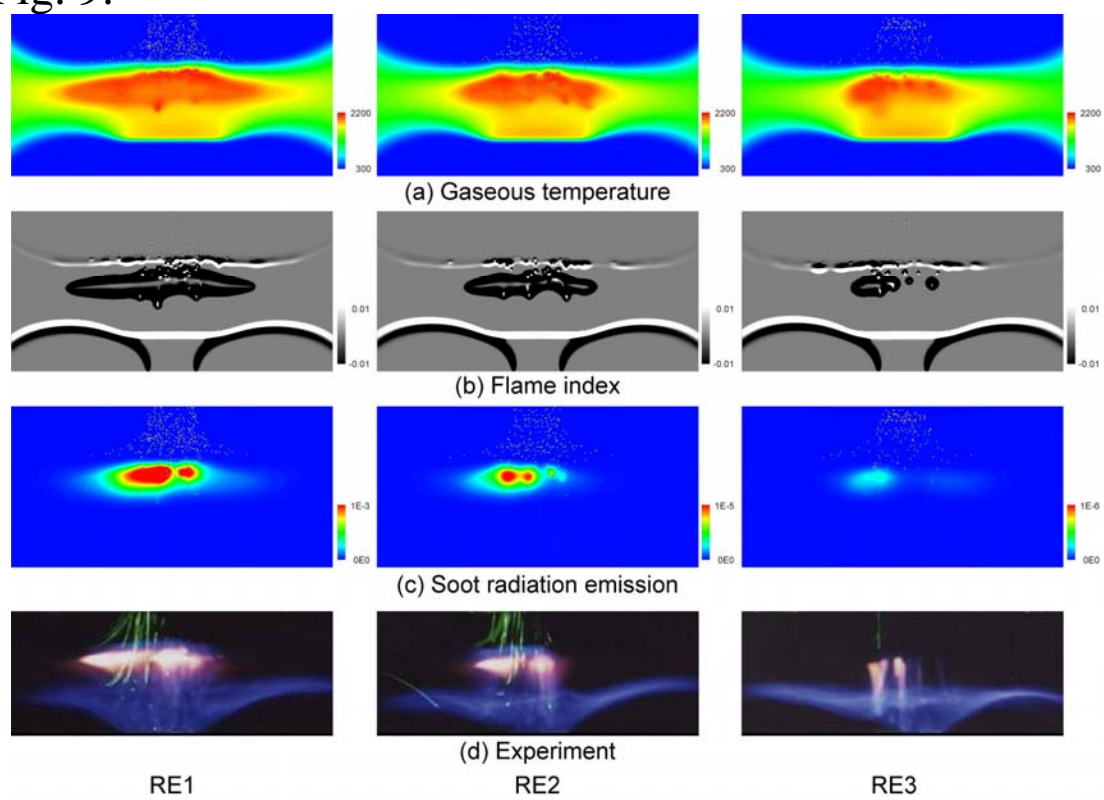 Fig. 9.
2200 2200 2200
300 300 300
(a) Gaseous temperature
0.01 0.01 0.01
-0.01 -0.01 -0.01
(b) Flame index
1E-3 1E-5 1E-6
0E0 0E0 0E0
(c) Soot radiation emission
(d) Experiment
RE1 RE2 RE3